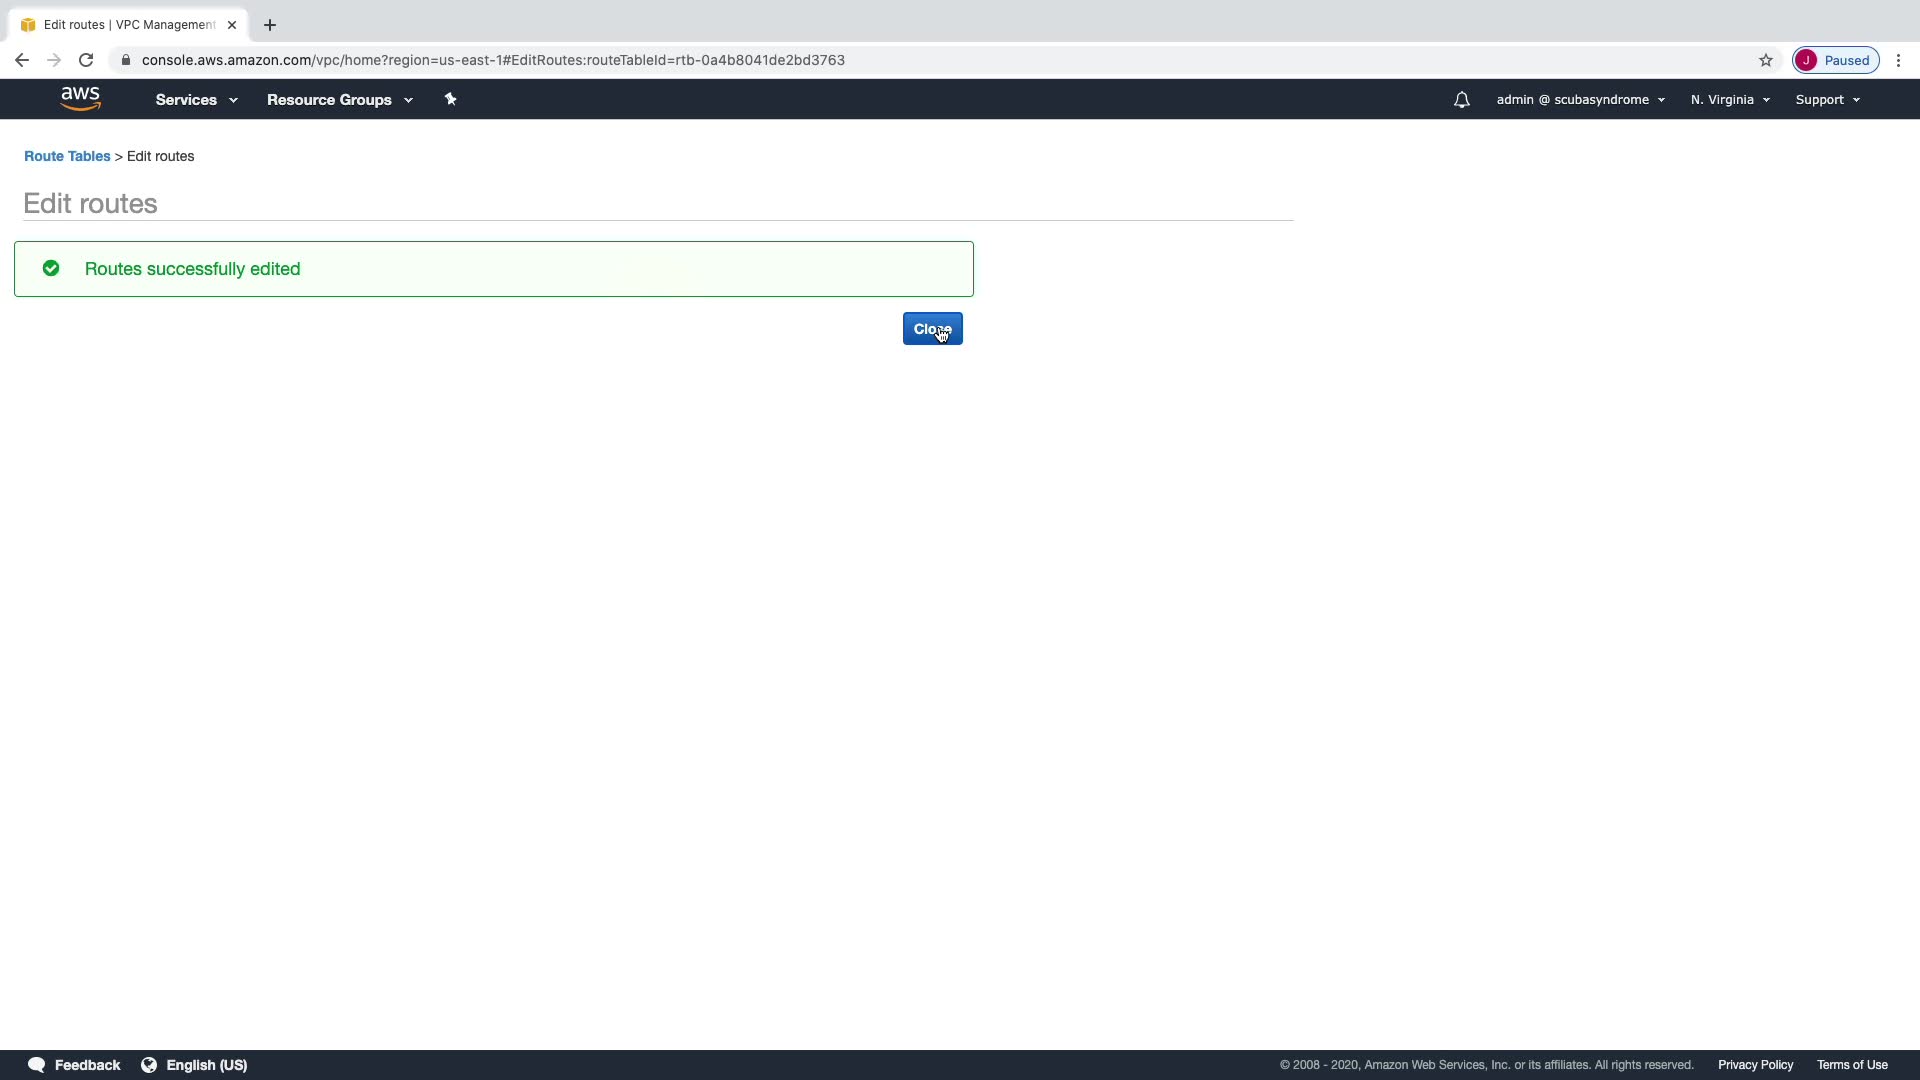 Edit routes | VPC Management
console.aws.amazon.com/vpc/home?region=us-east-1#EditRoutes:routeTableId=rtb-0a4b8041de2bd3763
J Paused
aws Services Resource Groups admin @ scubasyndrome N. Virginia Support
Route Tables > Edit routes
Edit routes
Routes successfully edited
Close
Feedback English (US) © 2008 - 2020, Amazon Web Services, Inc. or its affiliates. All rights reserved. Privacy Policy Terms of Use